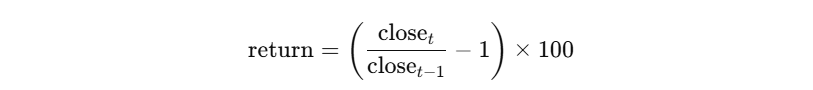 return = ( close_t / close_{t−1} − 1 ) × 100